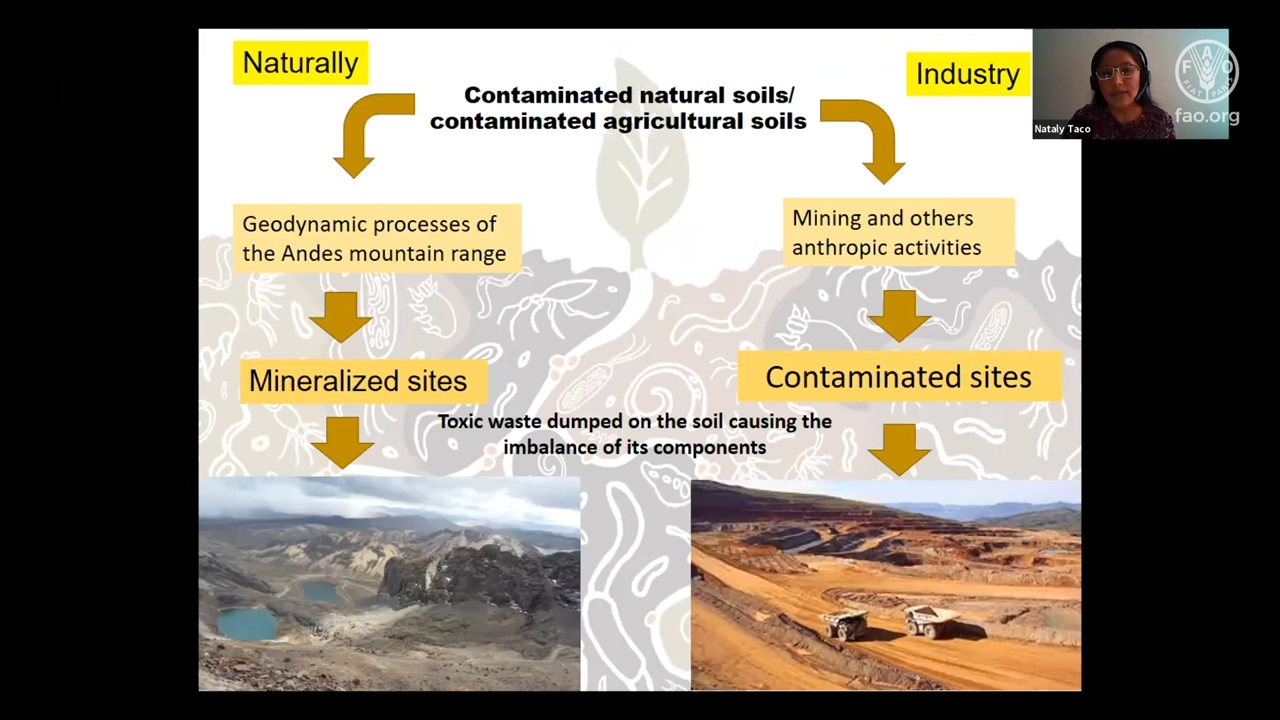 Naturally
Industry
Contaminated natural soils/
contaminated agricultural soils
Geodynamic processes of
the Andes mountain range
Mining and others
anthropic activities
Mineralized sites
Contaminated sites
Toxic waste dumped on the soil causing the
imbalance of its components
Nataly Taco
F A O
FIAT PANIS
fao.org